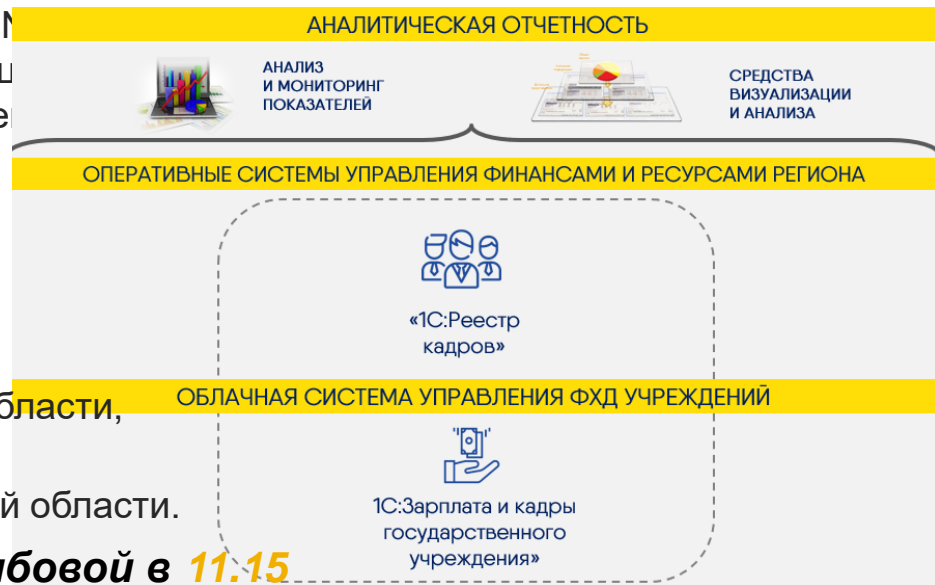 АНАЛИТИЧЕСКАЯ ОТЧЕТНОСТЬ
АНАЛИЗ
И МОНИТОРИНГ
ПОКАЗАТЕЛЕЙ
СРЕДСТВА
ВИЗУАЛИЗАЦИИ
И АНАЛИЗА
ОПЕРАТИВНЫЕ СИСТЕМЫ УПРАВЛЕНИЯ ФИНАНСАМИ И РЕСУРСАМИ РЕГИОНА
«1С:Реестр
кадров»
бласти,
ОБЛАЧНАЯ СИСТЕМА УПРАВЛЕНИЯ ФХД УЧРЕЖДЕНИЙ
й области.
1С:Зарплата и кадры
государственного
учреждения»
бовой в 11.15